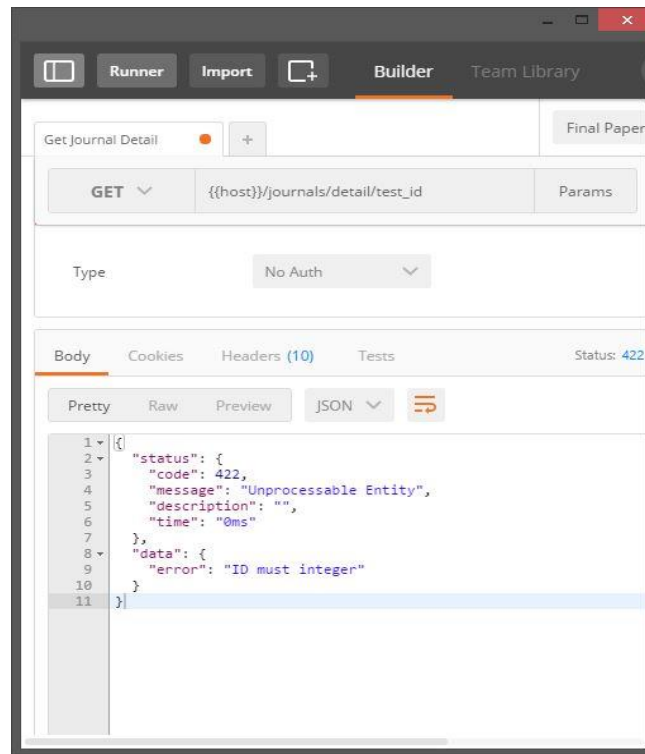 Runner Import Builder Team Library
Get Journal Detail + Final Paper
GET {{host}}/journals/detail/test_id Params
Type No Auth
Body Cookies Headers (10) Tests Status: 422
Pretty Raw Preview JSON
1 {
2 "status": {
3 "code": 422,
4 "message": "Unprocessable Entity",
5 "description": "",
6 "time": "0ms"
7 },
8 "data": {
9 "error": "ID must integer"
10 }
11 }